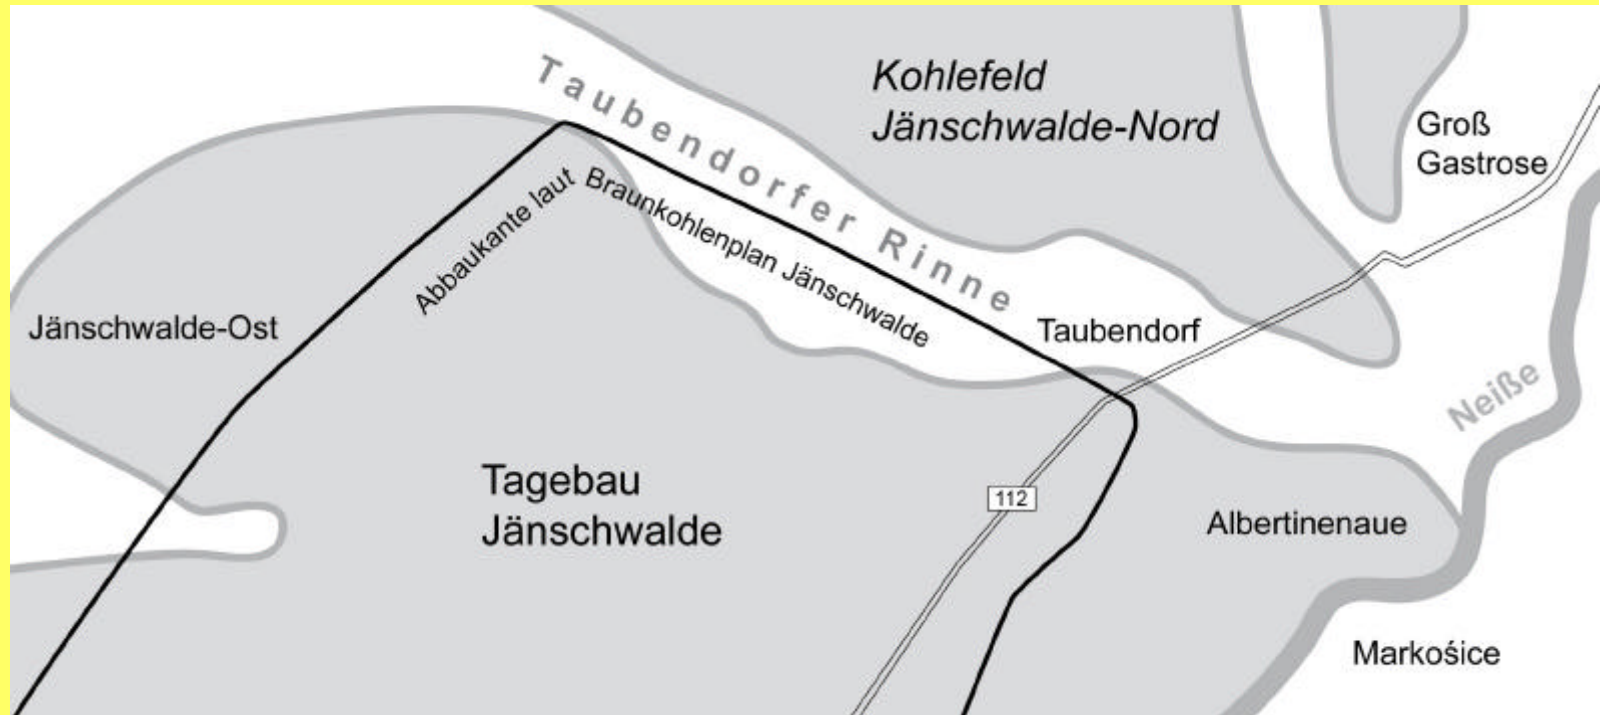 Taubendorfer Rinne
Kohlefeld
Jänschwalde-Nord
Groß
Gastrose
Abbaukante laut Braunkohlenplan Jänschwalde
Jänschwalde-Ost
Taubendorf
Neiße
Tagebau
Jänschwalde
112
Albertinenaue
Markośice